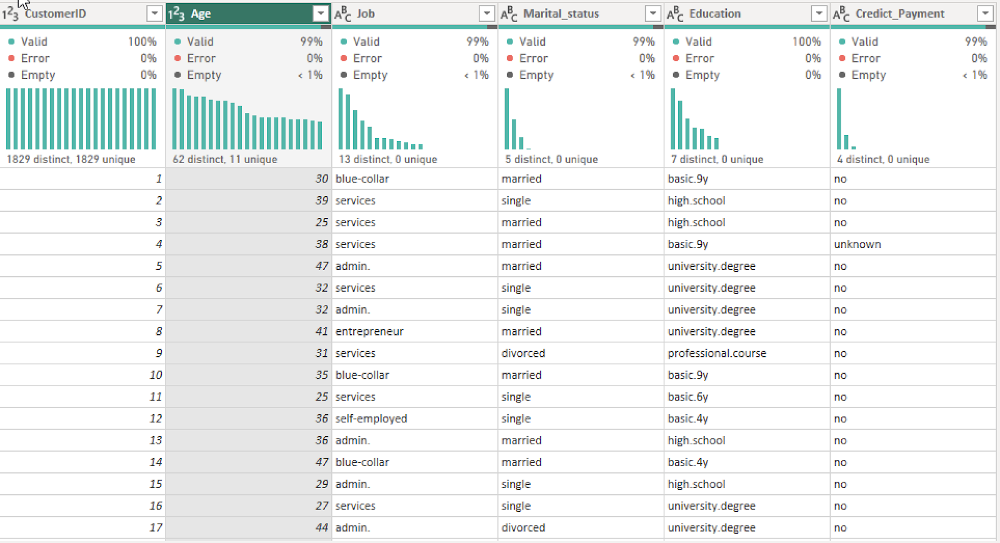 123 CustomerID 123 Age ABC Job ABC Marital_status ABC Education ABC Credict_Payment
Valid 100% Valid 99% Valid 99% Valid 99% Valid 100% Valid 99%
Error 0% Error 0% Error 0% Error 0% Error 0% Error 0%
Empty 0% Empty < 1% Empty < 1% Empty < 1% Empty 0% Empty < 1%
1829 distinct, 1829 unique 62 distinct, 11 unique 13 distinct, 0 unique 5 distinct, 0 unique 7 distinct, 0 unique 4 distinct, 0 unique
1 30 blue-collar married basic.9y no
2 39 services single high.school no
3 25 services married high.school no
4 38 services married basic.9y unknown
5 47 admin. married university.degree no
6 32 services single university.degree no
7 32 admin. single university.degree no
8 41 entrepreneur married university.degree no
9 31 services divorced professional.course no
10 35 blue-collar married basic.9y no
11 25 services single basic.6y no
12 36 self-employed single basic.4y no
13 36 admin. married high.school no
14 47 blue-collar married basic.4y no
15 29 admin. single high.school no
16 27 services single university.degree no
17 44 admin. divorced university.degree no